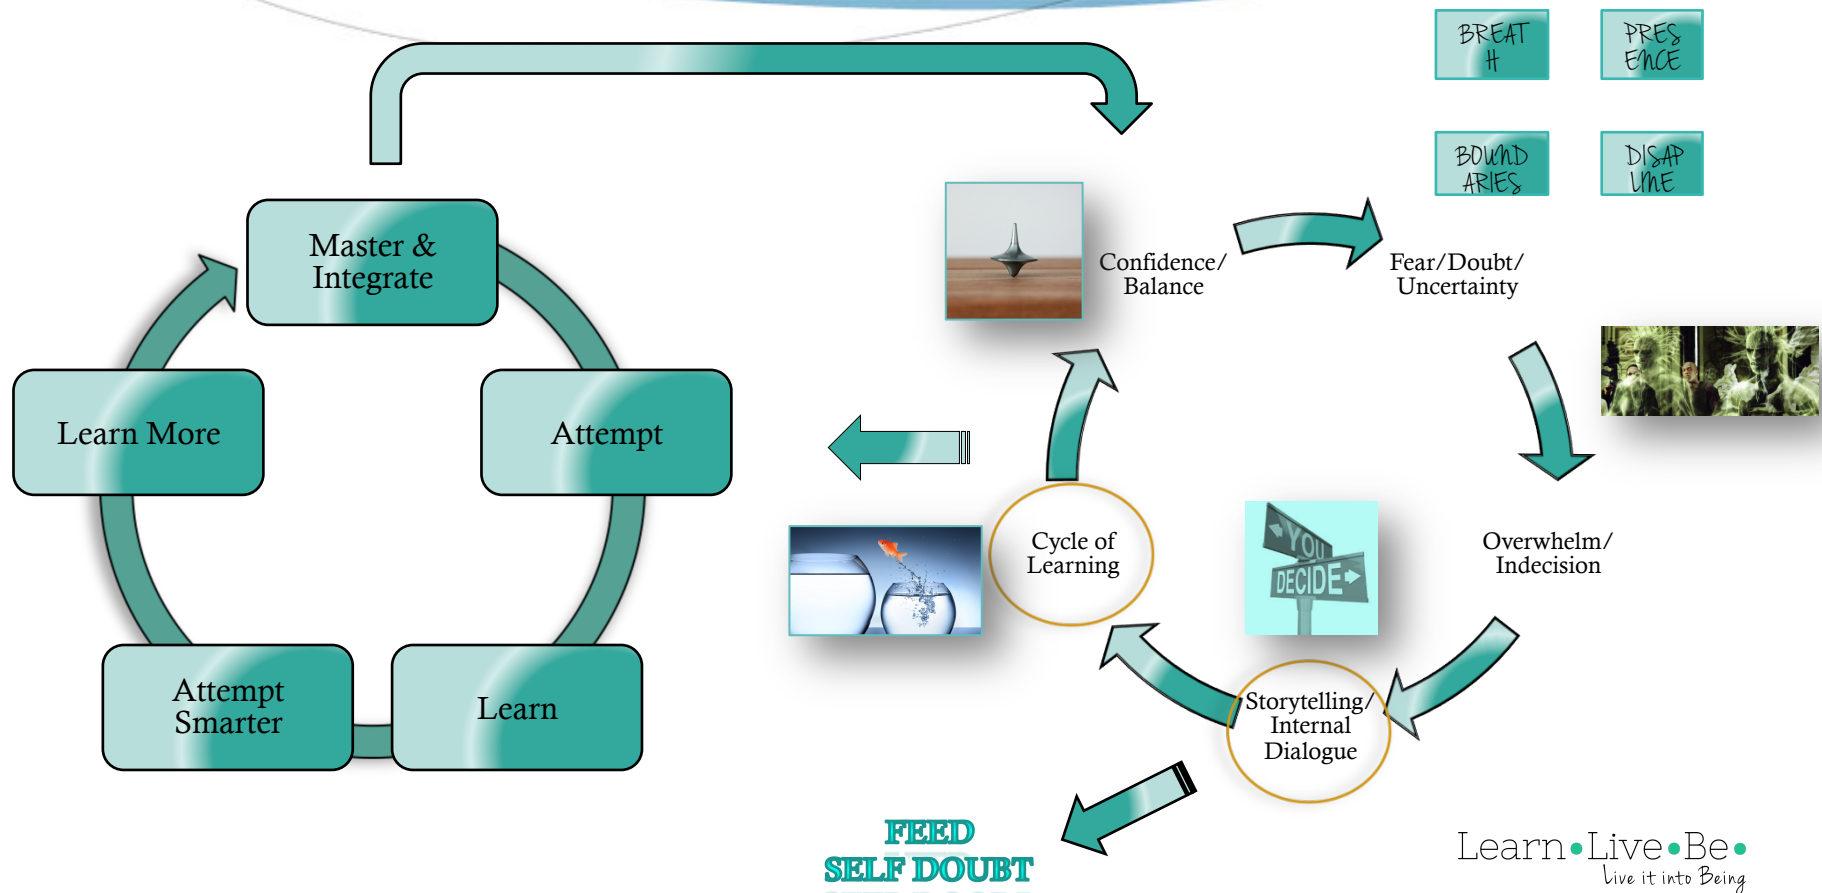 BREAT
H
PRES
ENCE
BOUND
ARIES
DISAP
LINE
Master &
Integrate
Learn More
Attempt
Attempt
Smarter
Learn
Confidence/
Balance
Fear/Doubt/
Uncertainty
Overwhelm/
Indecision
YOU
DECIDE
Storytelling/
Internal
Dialogue
Cycle of
Learning
FEED
SELF DOUBT
Learn•Live•Be•
Live it into Being